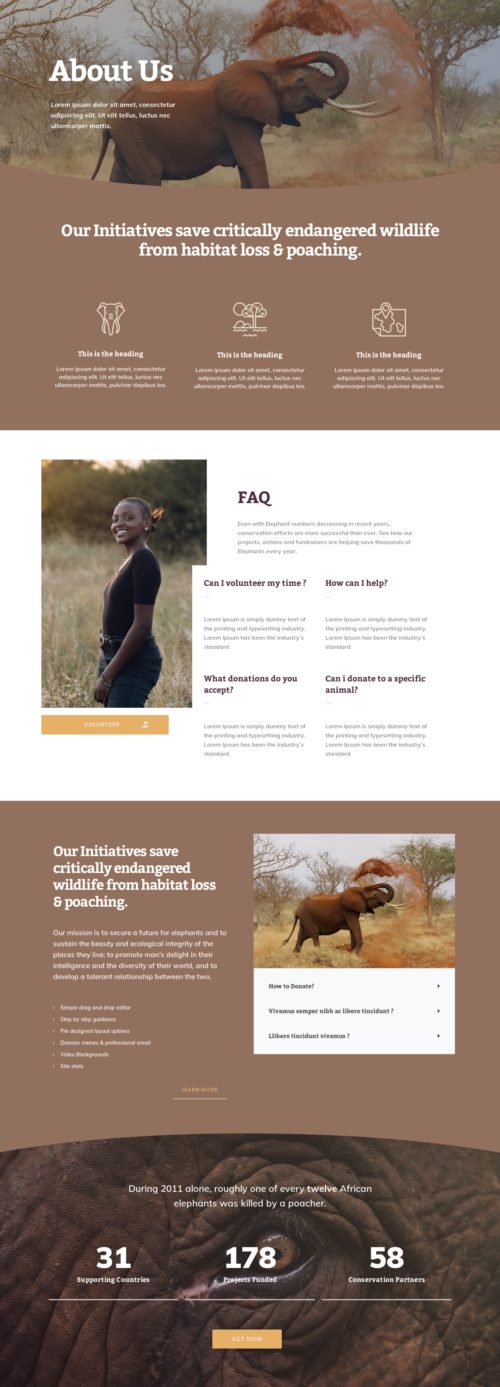 About Us
Lorem ipsum dolor sit amet, consectetur
adipiscing elit. Ut elit tellus, luctus nec
ullamcorper mattis.
Our Initiatives save critically endangered wildlife
from habitat loss & poaching.
This is the heading
Lorem ipsum dolor sit amet, consectetur
adipiscing elit. Ut elit tellus, luctus nec
ullamcorper mattis, pulvinar dapibus leo.
This is the heading
Lorem ipsum dolor sit amet, consectetur
adipiscing elit. Ut elit tellus, luctus nec
ullamcorper mattis, pulvinar dapibus leo.
This is the heading
Lorem ipsum dolor sit amet, consectetur
adipiscing elit. Ut elit tellus, luctus nec
ullamcorper mattis, pulvinar dapibus leo.
FAQ
Even with Elephant numbers decreasing in recent years,
conservation efforts are more successful than ever. See how our
projects, actions and fundraisers are helping save thousands of
Elephants every year.
Can I volunteer my time ?
Lorem Ipsum is simply dummy text of
the printing and typesetting industry.
Lorem Ipsum has been the industry's
standard
How can I help?
Lorem Ipsum is simply dummy text of
the printing and typesetting industry.
Lorem Ipsum has been the industry's
standard
What donations do you
accept?
Lorem Ipsum is simply dummy text of
the printing and typesetting industry.
Lorem Ipsum has been the industry's
standard
Can i donate to a specific
animal?
Lorem Ipsum is simply dummy text of
the printing and typesetting industry.
Lorem Ipsum has been the industry's
standard
VOLUNTEER
Our Initiatives save
critically endangered
wildlife from habitat loss
& poaching.
Our mission is to secure a future for elephants and to
sustain the beauty and ecological integrity of the
places they live; to promote man's delight in their
intelligence and the diversity of their world, and to
develop a tolerant relationship between the two.
Simple drag and drop editor
Step by step guidance
Pre designed layout options
Domain names & professional email
Video Backgrounds
Site stats
LEARN MORE
How to Donate?
Vivamus semper nibh ac libero tincidunt ?
Llibero tincidunt vivamus ?
During 2011 alone, roughly one of every twelve African
elephants was killed by a poacher.
31
Supporting Countries
178
Projects Funded
58
Conservation Partners
ACT NOW